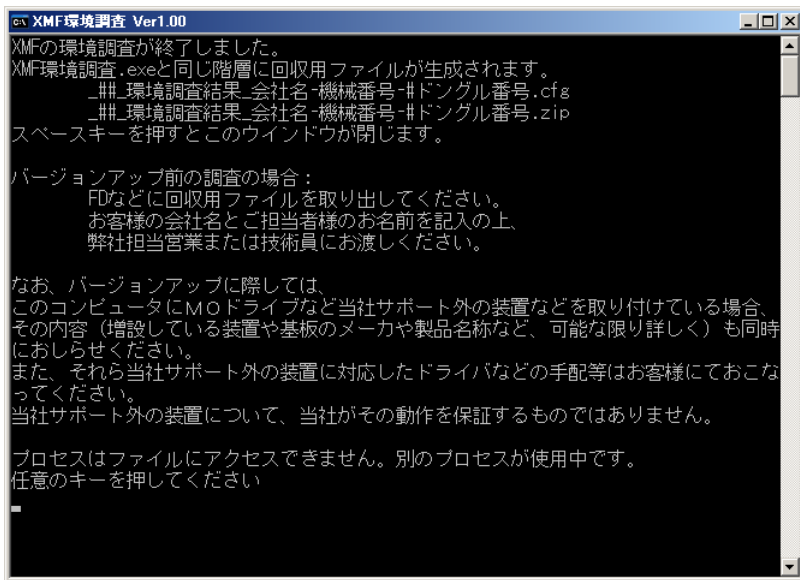 XMF環境調査 Ver1.00
XMFの環境調査が終了しました。
XMF環境調査.exeと同じ階層に回収用ファイルが生成されます。
_##_環境調査結果_会社名-機械番号-#ドングル番号.cfg
_##_環境調査結果_会社名-機械番号-#ドングル番号.zip
スペースキーを押すとこのウインドウが閉じます。
バージョンアップ前の調査の場合：
FDなどに回収用ファイルを取り出してください。
お客様の会社名とご担当者様のお名前を記入の上、
弊社担当営業または技術員にお渡しください。
なお、バージョンアップに際しては、
このコンピュータにＭＯドライブなど当社サポート外の装置などを取り付けている場合、
その内容（増設している装置や基板のメーカや製品名称など、可能な限り詳しく）も同時
におしらせください。
また、それら当社サポート外の装置に対応したドライバなどの手配等はお客様にておこな
ってください。
当社サポート外の装置について、当社がその動作を保証するものではありません。
プロセスはファイルにアクセスできません。別のプロセスが使用中です。
任意のキーを押してください